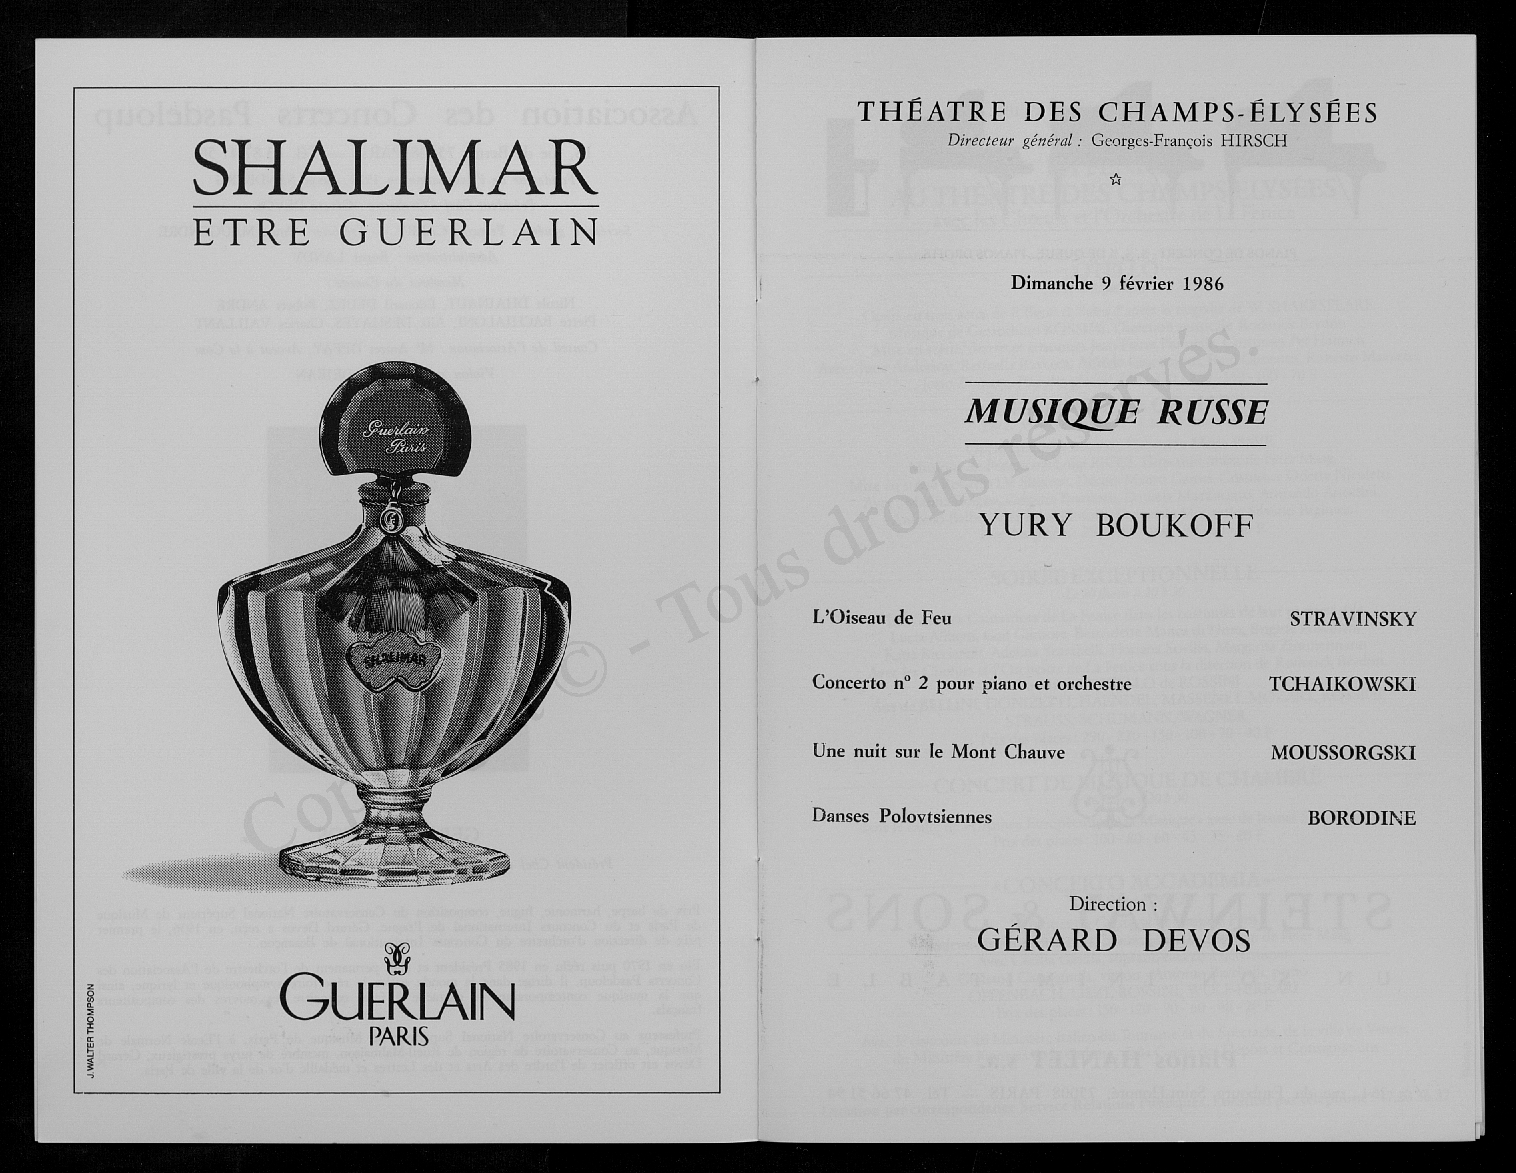 SHALIMAR
ETRE GUERLAIN
Guerlain
Paris
SHALIMAR
GUERLAIN
PARIS
J. WALTER THOMPSON
THÉATRE DES CHAMPS-ÉLYSÉES
Directeur général : Georges-François HIRSCH
Dimanche 9 février 1986
MUSIQUE RUSSE
YURY BOUKOFF
L'Oiseau de Feu STRAVINSKY
Concerto nº 2 pour piano et orchestre TCHAIKOWSKI
Une nuit sur le Mont Chauve MOUSSORGSKI
Danses Polovtsiennes BORODINE
Direction :
GÉRARD DEVOS
© - Tous droits réservés.